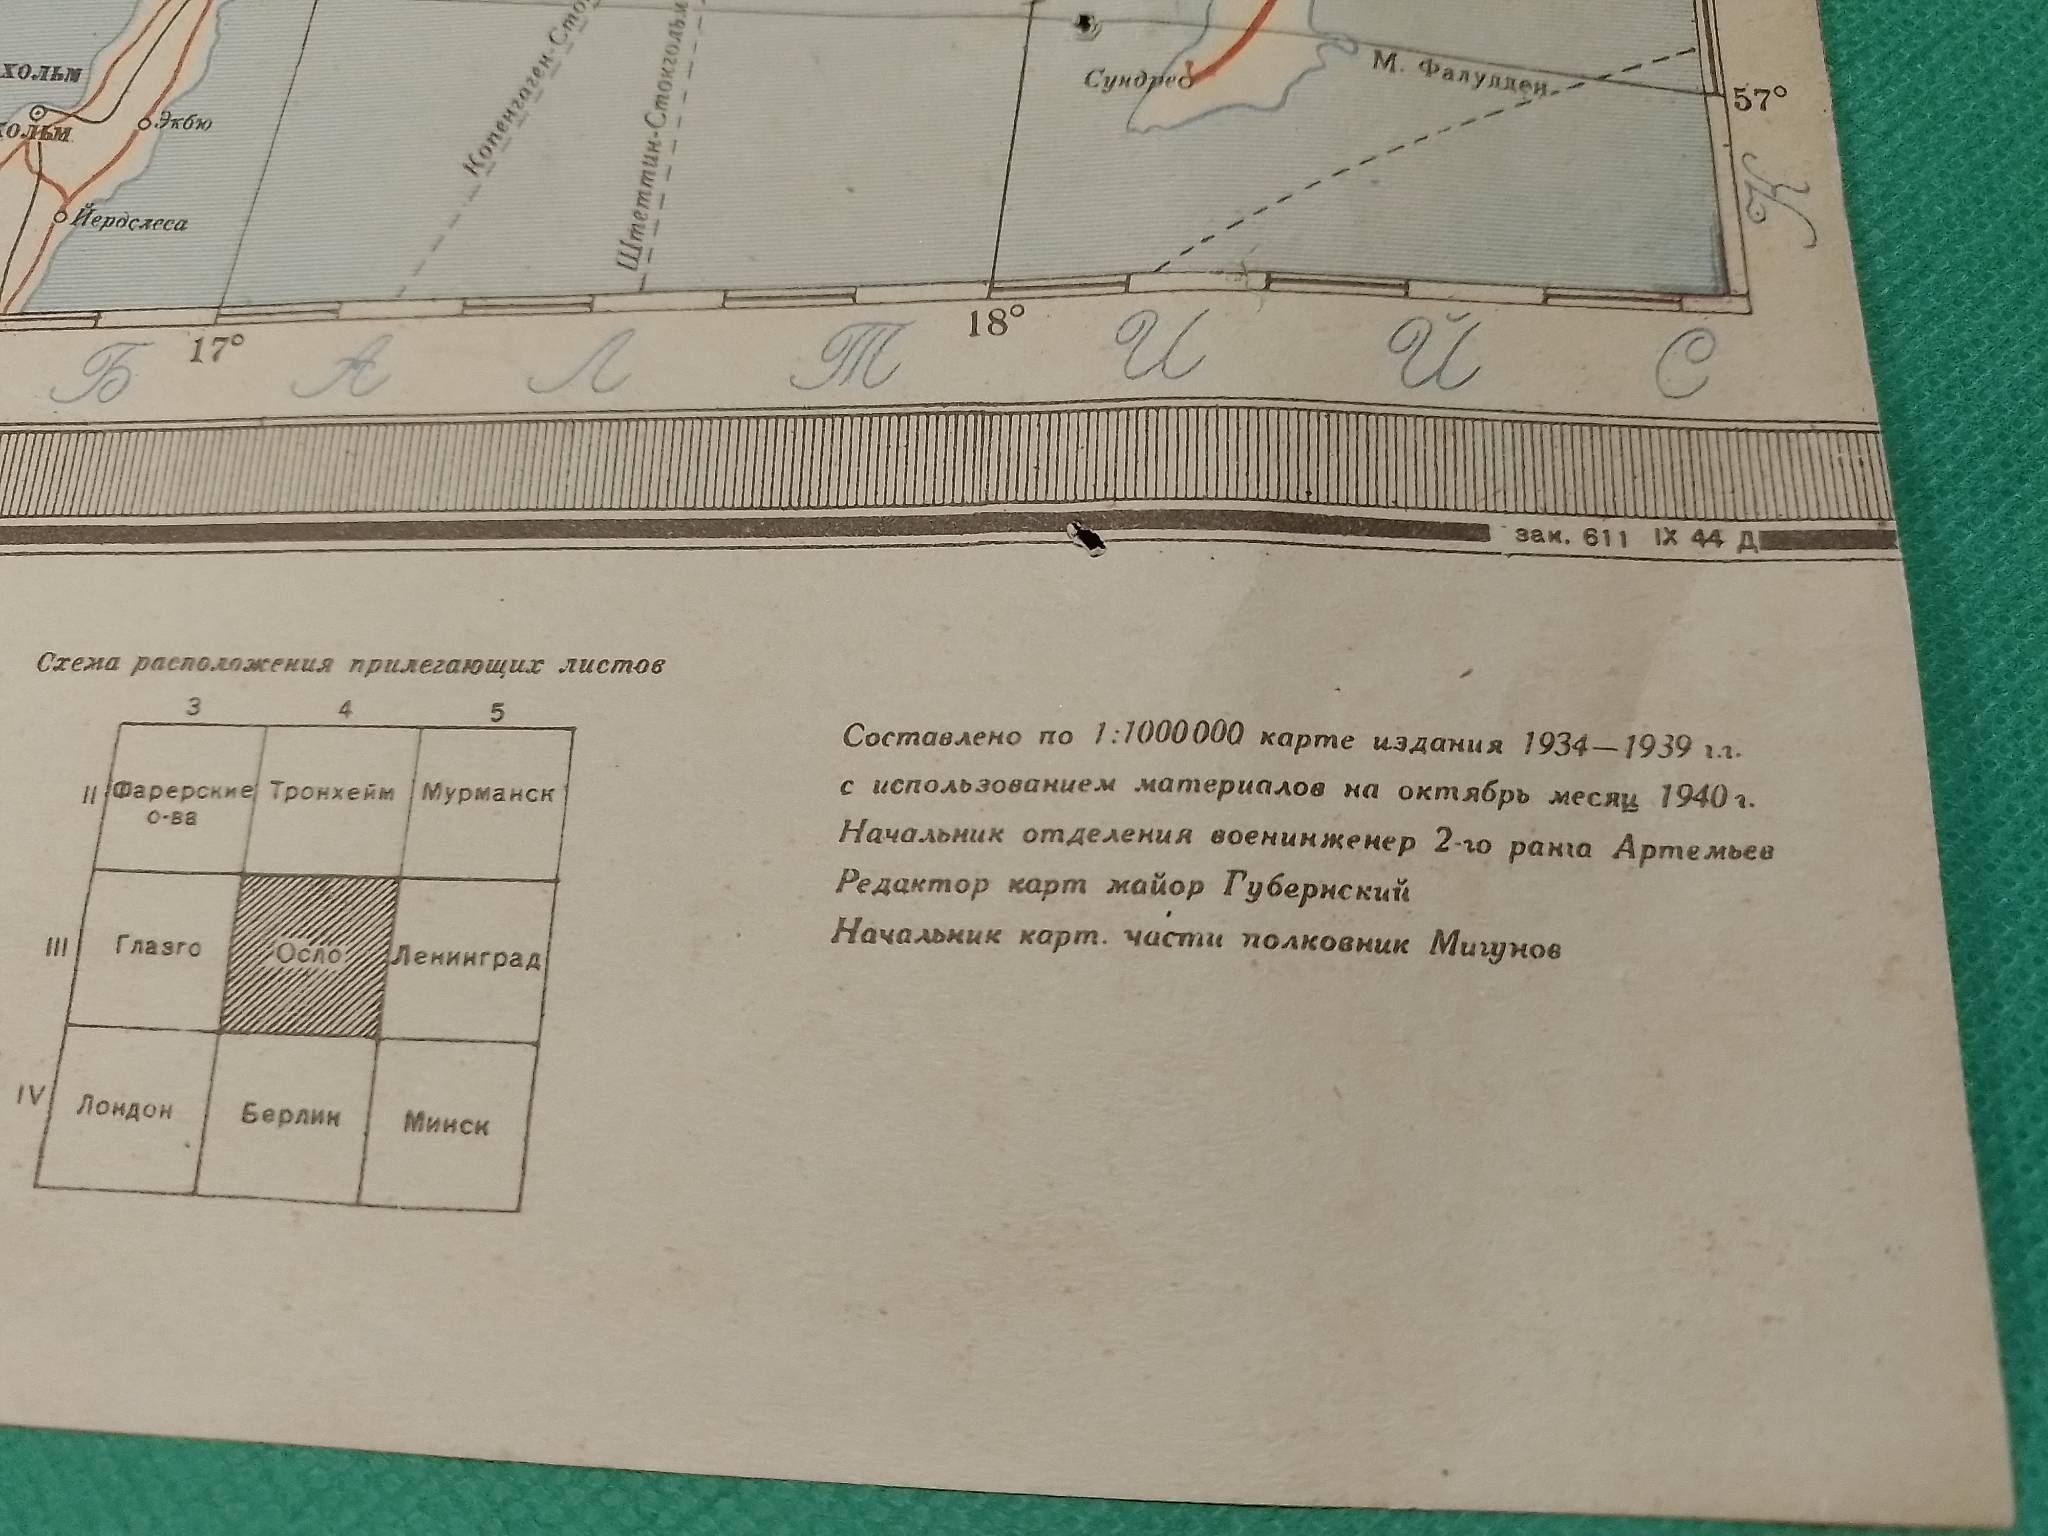 хольм
хольм
Экбю
Йердслеса
Копенгаген-Сто
Штеттин-Стокгольм
Сундре
М. Фалудден
57°
17°
18°
Б А Л Т И Й С К
зак. 611 IX 44 Д
Схема расположения прилегающих листов
3 4 5
II Фарерские о-ва Тронхейм Мурманск
III Глазго Осло Ленинград
IV Лондон Берлин Минск
Составлено по 1:1000000 карте издания 1934—1939 г.г.
с использованием материалов на октябрь месяц 1940 г.
Начальник отделения военинженер 2-го ранга Артемьев
Редактор карт майор Губернский
Начальник карт. части полковник Мигунов